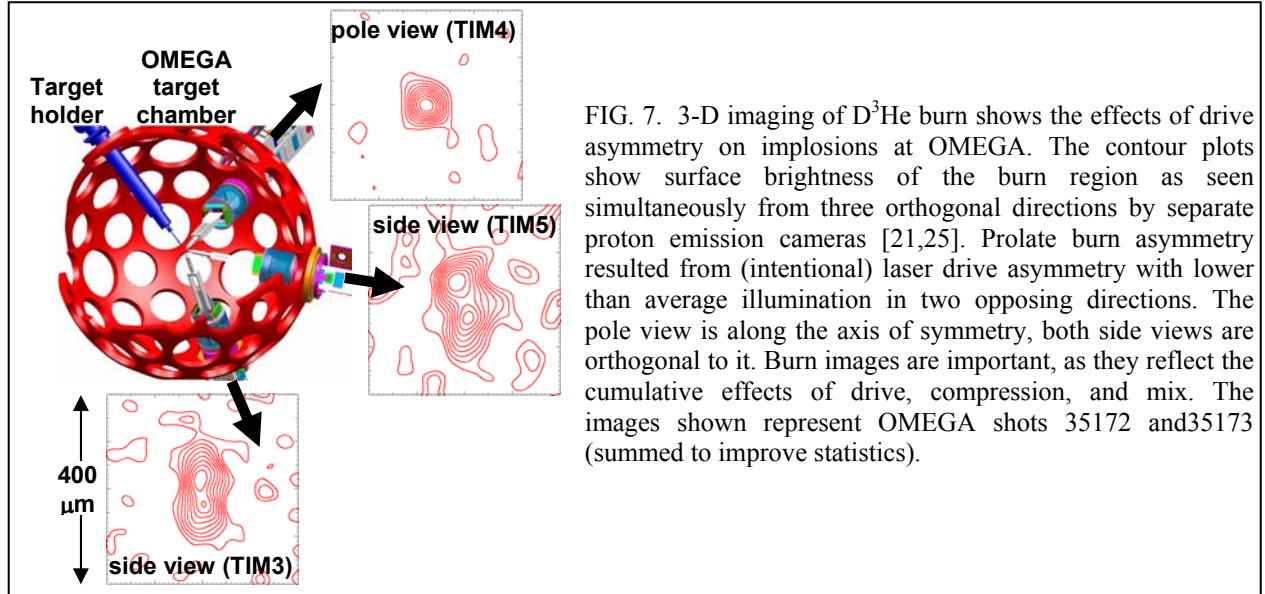 pole view (TIM4)
OMEGA
target
chamber
Target
holder
side view (TIM5)
400
μm
side view (TIM3)
FIG. 7. 3-D imaging of D³He burn shows the effects of drive
asymmetry on implosions at OMEGA. The contour plots
show surface brightness of the burn region as seen
simultaneously from three orthogonal directions by separate
proton emission cameras [21,25]. Prolate burn asymmetry
resulted from (intentional) laser drive asymmetry with lower
than average illumination in two opposing directions. The
pole view is along the axis of symmetry, both side views are
orthogonal to it. Burn images are important, as they reflect the
cumulative effects of drive, compression, and mix. The
images shown represent OMEGA shots 35172 and35173
(summed to improve statistics).